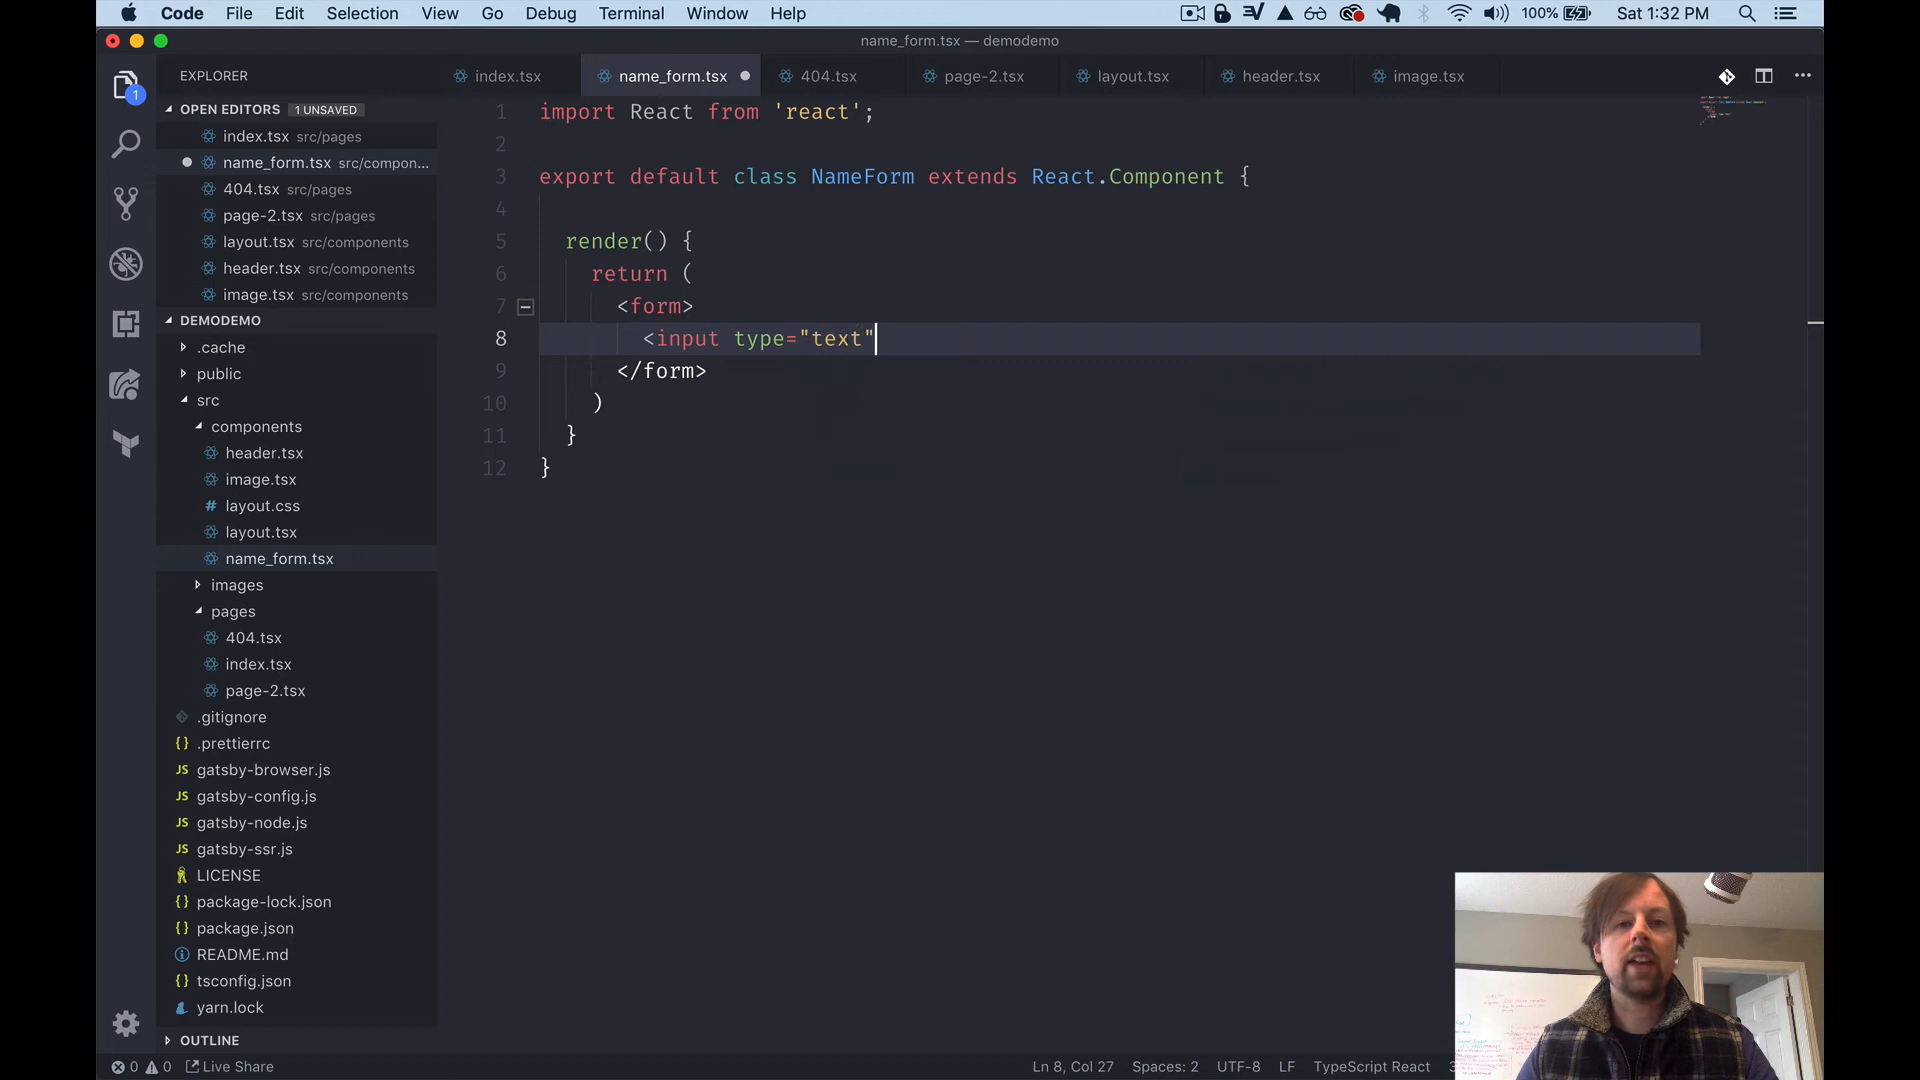 Code File Edit Selection View Go Debug Terminal Window Help 100% Sat 1:32 PM
name_form.tsx — demodemo
EXPLORER
index.tsx name_form.tsx 404.tsx page-2.tsx layout.tsx header.tsx image.tsx
1
OPEN EDITORS 1 UNSAVED
index.tsx src/pages
name_form.tsx src/compon...
404.tsx src/pages
page-2.tsx src/pages
layout.tsx src/components
header.tsx src/components
image.tsx src/components
DEMODEMO
.cache
public
src
components
header.tsx
image.tsx
# layout.css
layout.tsx
name_form.tsx
images
pages
404.tsx
index.tsx
page-2.tsx
.gitignore
{} .prettierrc
JS gatsby-browser.js
JS gatsby-config.js
JS gatsby-node.js
JS gatsby-ssr.js
LICENSE
{} package-lock.json
{} package.json
README.md
{} tsconfig.json
yarn.lock
OUTLINE
1 import React from 'react';
2
3 export default class NameForm extends React.Component {
4
5 render() {
6 return (
7 <form>
8 <input type="text"
9 </form>
10 )
11 }
12 }
0 0 Live Share Ln 8, Col 27 Spaces: 2 UTF-8 LF TypeScript React